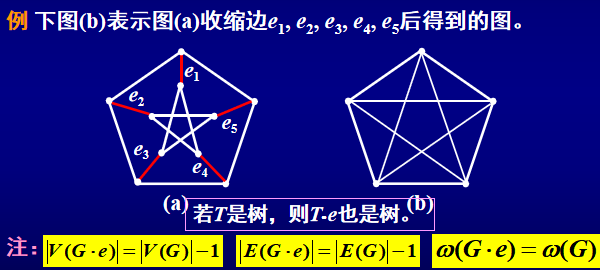 例 下图(b)表示图(a)收缩边e₁, e₂, e₃, e₄, e₅后得到的图。
e₁
e₂
e₅
e₃
e₄
(a)
(b)
若T是树，则T·e也是树。
注：|V(G·e)|=|V(G)|−1 |E(G·e)|=|E(G)|−1 ω(G·e)=ω(G)